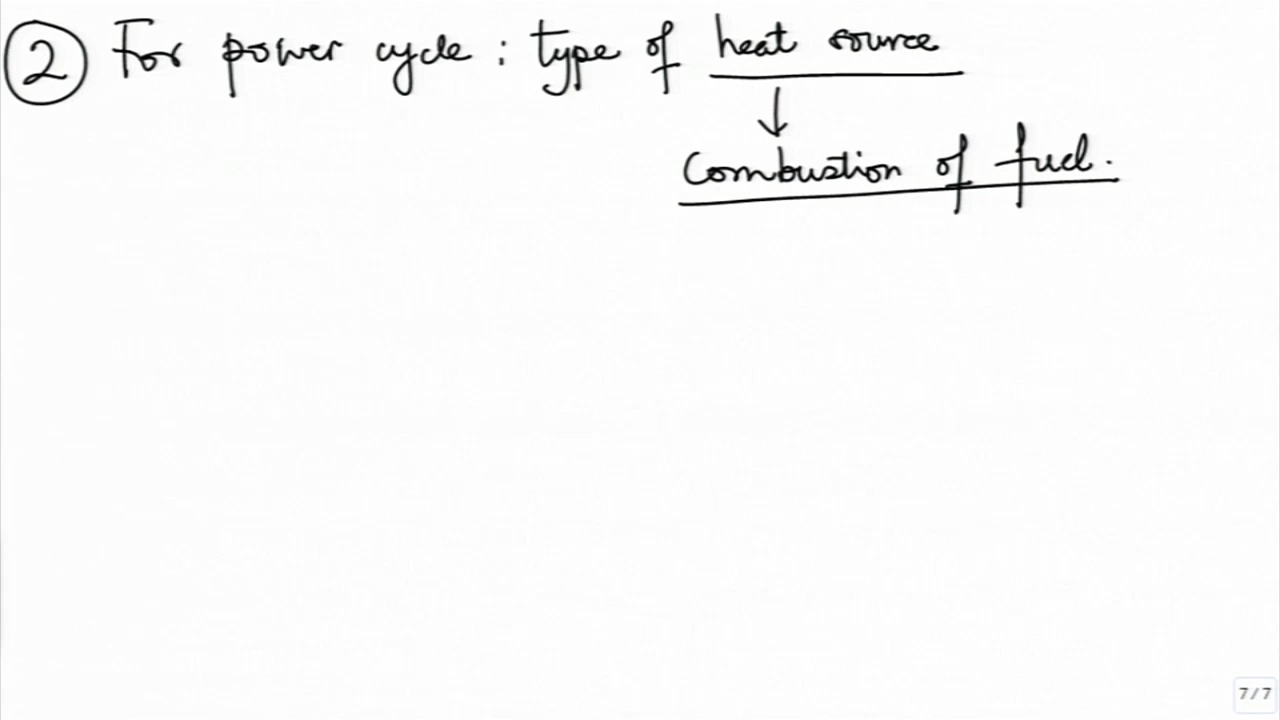 ② For power cycle : type of heat source
↓
Combustion of fuel.
7/7